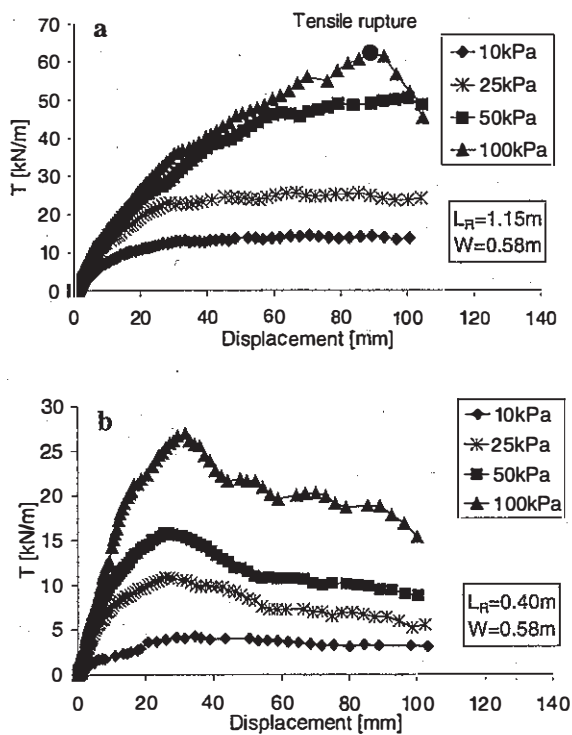 Tensile rupture
a
70
60
50
40
30
20
10
0
T [kN/m]
0 20 40 60 80 100 120 140
Displacement [mm]
10kPa
25kPa
50kPa
100kPa
L_R=1.15m
W=0.58m
b
30
25
20
15
10
5
0
T [kN/m]
0 20 40 60 80 100 120 140
Displacement [mm]
10kPa
25kPa
50kPa
100kPa
L_R=0.40m
W=0.58m